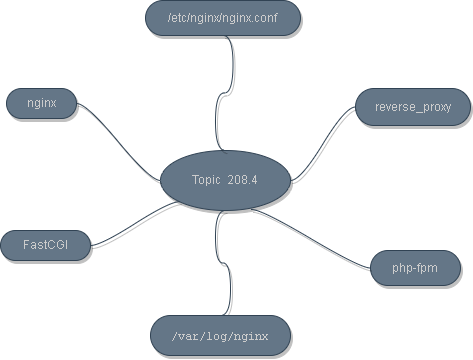 /etc/nginx/nginx.conf
nginx
reverse_proxy
Topic 208.4
FastCGI
php-fpm
/var/log/nginx